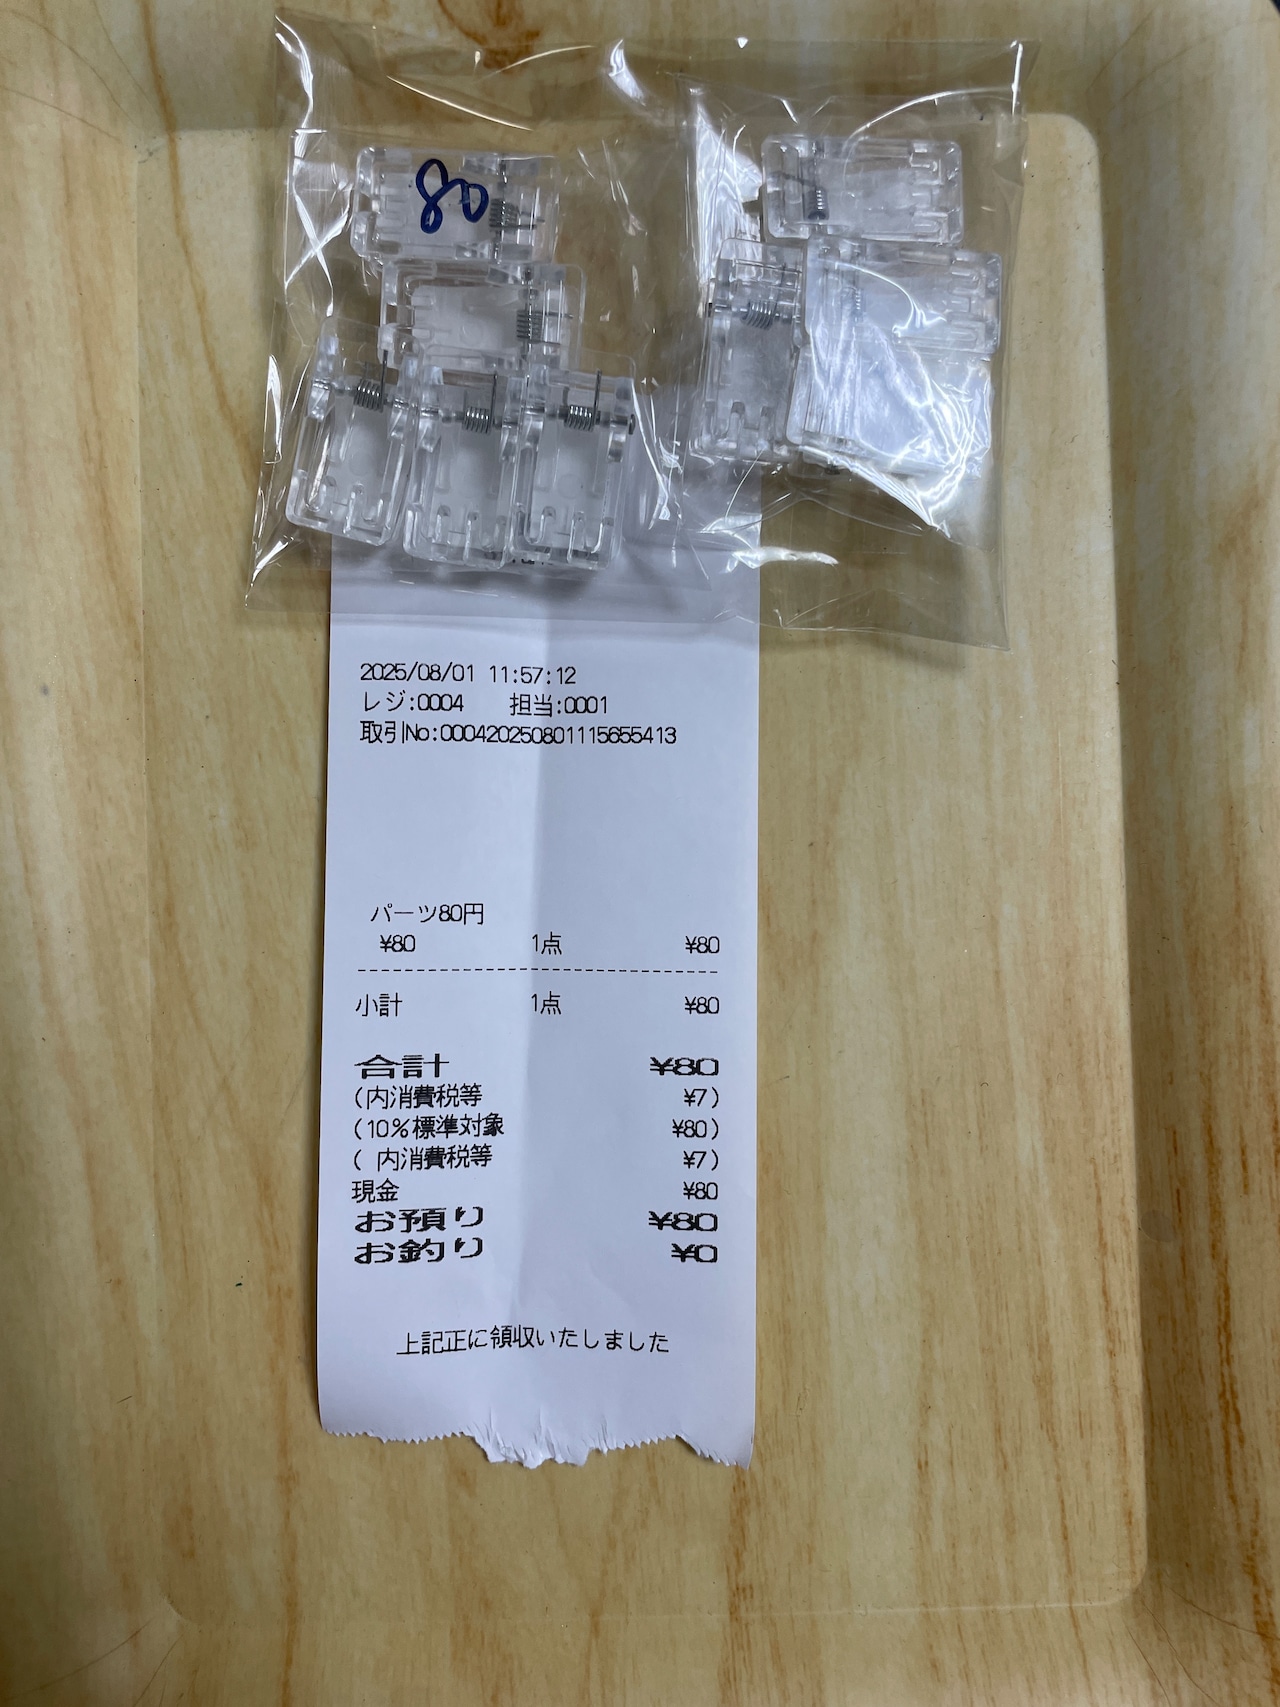 80
2025/08/01 11:57:12
レジ:0004 担当:0001
取引No:000420250801115655413
パーツ80円
¥80 1点 ¥80
小計 1点 ¥80
合計 ¥80
(内消費税等 ¥7)
(10%標準対象 ¥80)
( 内消費税等 ¥7)
現金 ¥80
お預り ¥80
お釣り ¥0
上記正に領収いたしました